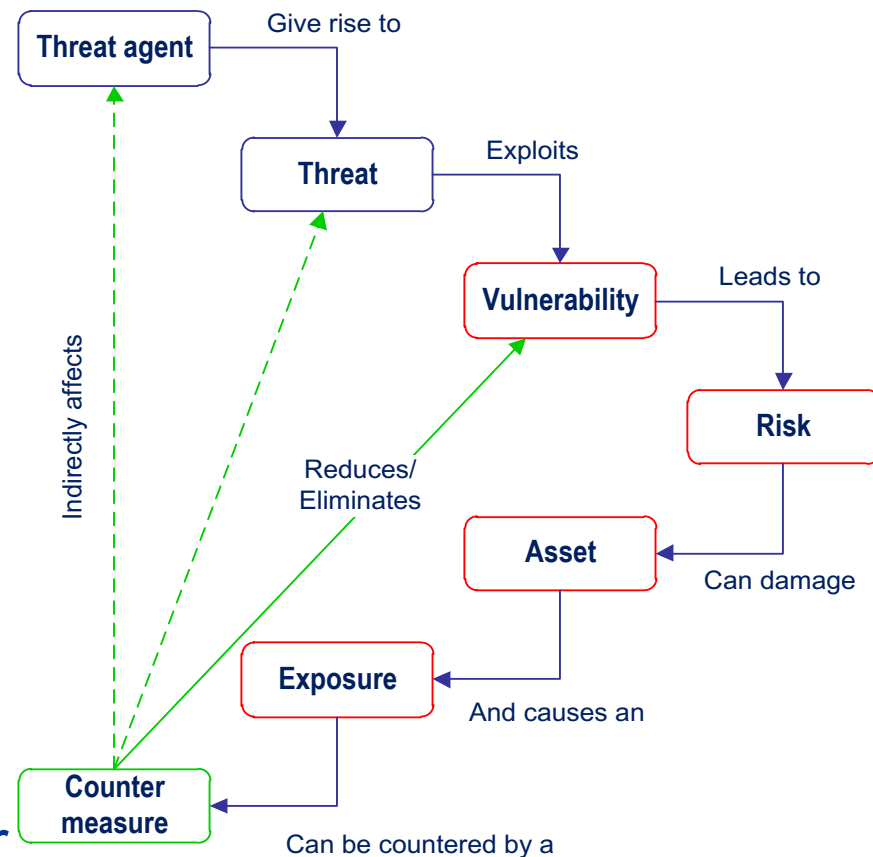 Give rise to
Threat agent
Exploits
Threat
Leads to
Vulnerability
Risk
Indirectly affects
Reduces/
Eliminates
Asset
Can damage
Exposure
And causes an
Counter
measure
Can be countered by a